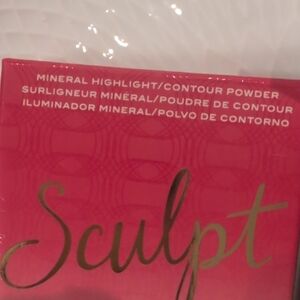 MINERAL HIGHLIGHT/CONTOUR POWDER
SURLIGNEUR MINÉRAL/POUDRE DE CONTOUR
ILUMINADOR MINERAL/POLVO DE CONTORNO
Sculpt